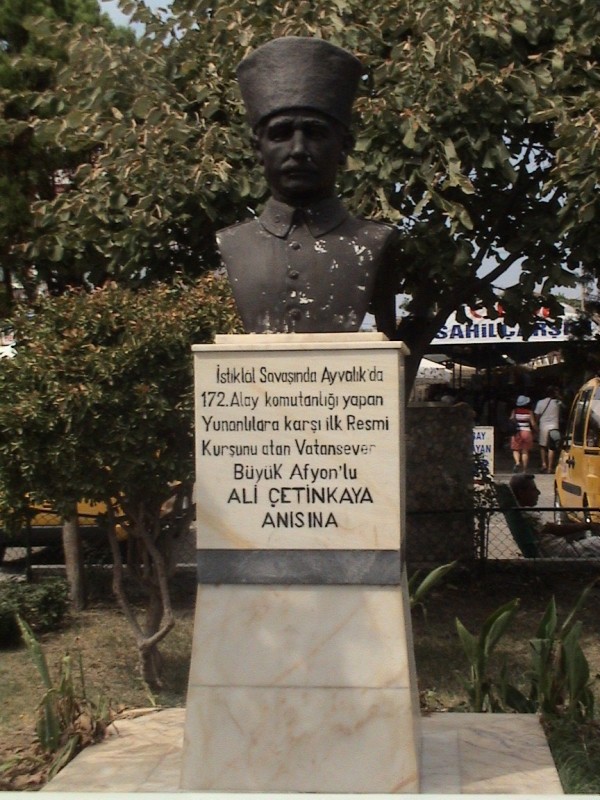 İstiklâl Savaşında Ayvalık'da
172.Alay komutanlığı yapan
Yunanlılara karşı ilk Resmi
Kurşunu atan Vatansever
Büyük Afyon'lu
ALİ ÇETİNKAYA
ANISINA
SAHİL ÇARŞI